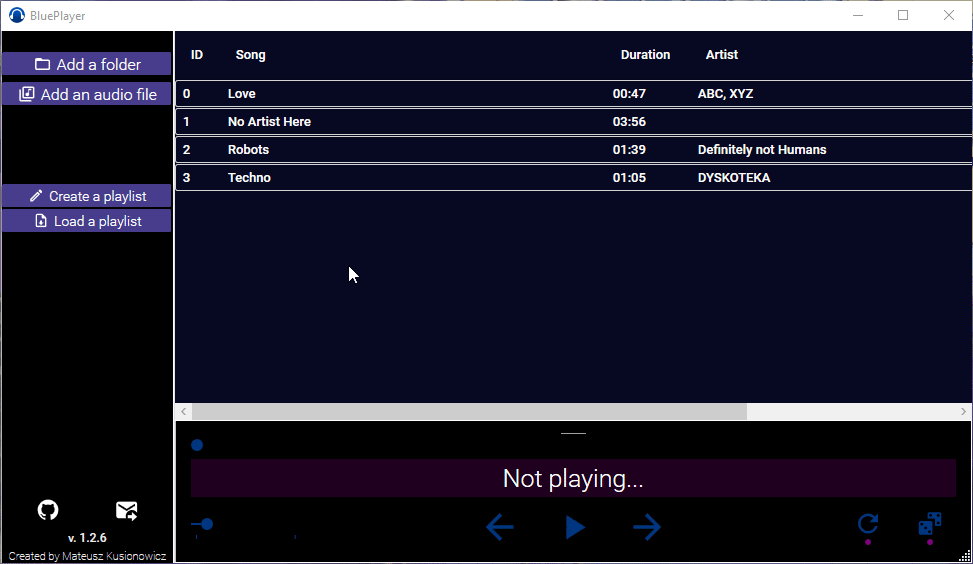 BluePlayer
Add a folder
Add an audio file
Create a playlist
Load a playlist
v. 1.2.6
Created by Mateusz Kusionowicz
ID Song Duration Artist
0 Love 00:47 ABC, XYZ
1 No Artist Here 03:56
2 Robots 01:39 Definitely not Humans
3 Techno 01:05 DYSKOTEKA
Not playing...